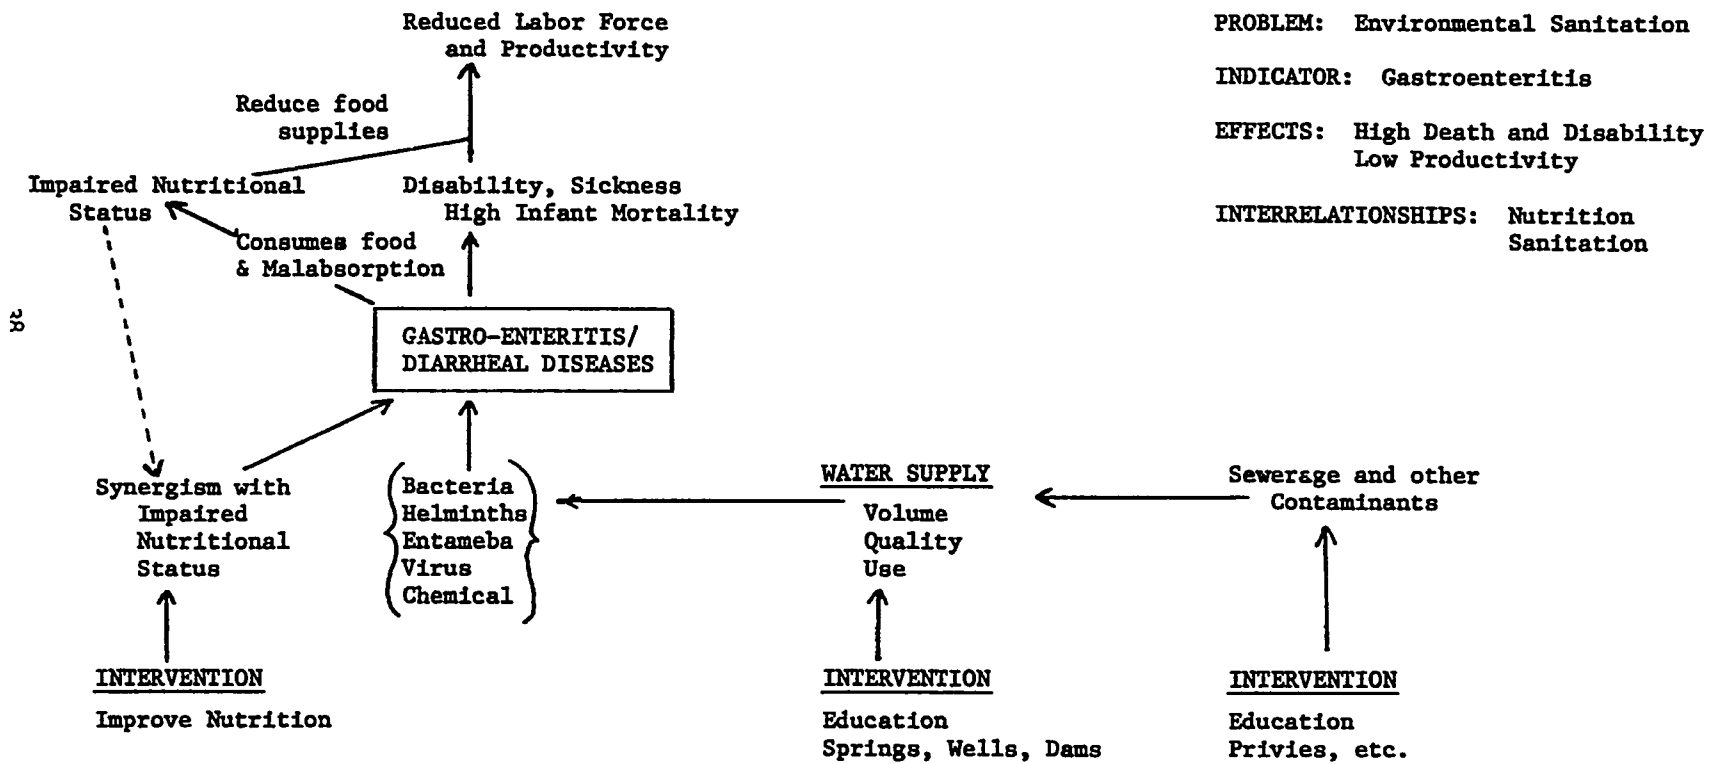 Reduced Labor Force
and Productivity
Reduce food
supplies
Impaired Nutritional
Status
Disability, Sickness
High Infant Mortality
Consumes food
& Malabsorption
GASTRO-ENTERITIS/
DIARRHEAL DISEASES
Synergism with
Impaired
Nutritional
Status
Bacteria
Helminths
Entameba
Virus
Chemical
WATER SUPPLY
Volume
Quality
Use
Sewerage and other
Contaminants
INTERVENTION
Improve Nutrition
INTERVENTION
Education
Springs, Wells, Dams
INTERVENTION
Education
Privies, etc.
PROBLEM: Environmental Sanitation
INDICATOR: Gastroenteritis
EFFECTS: High Death and Disability
Low Productivity
INTERRELATIONSHIPS: Nutrition
Sanitation